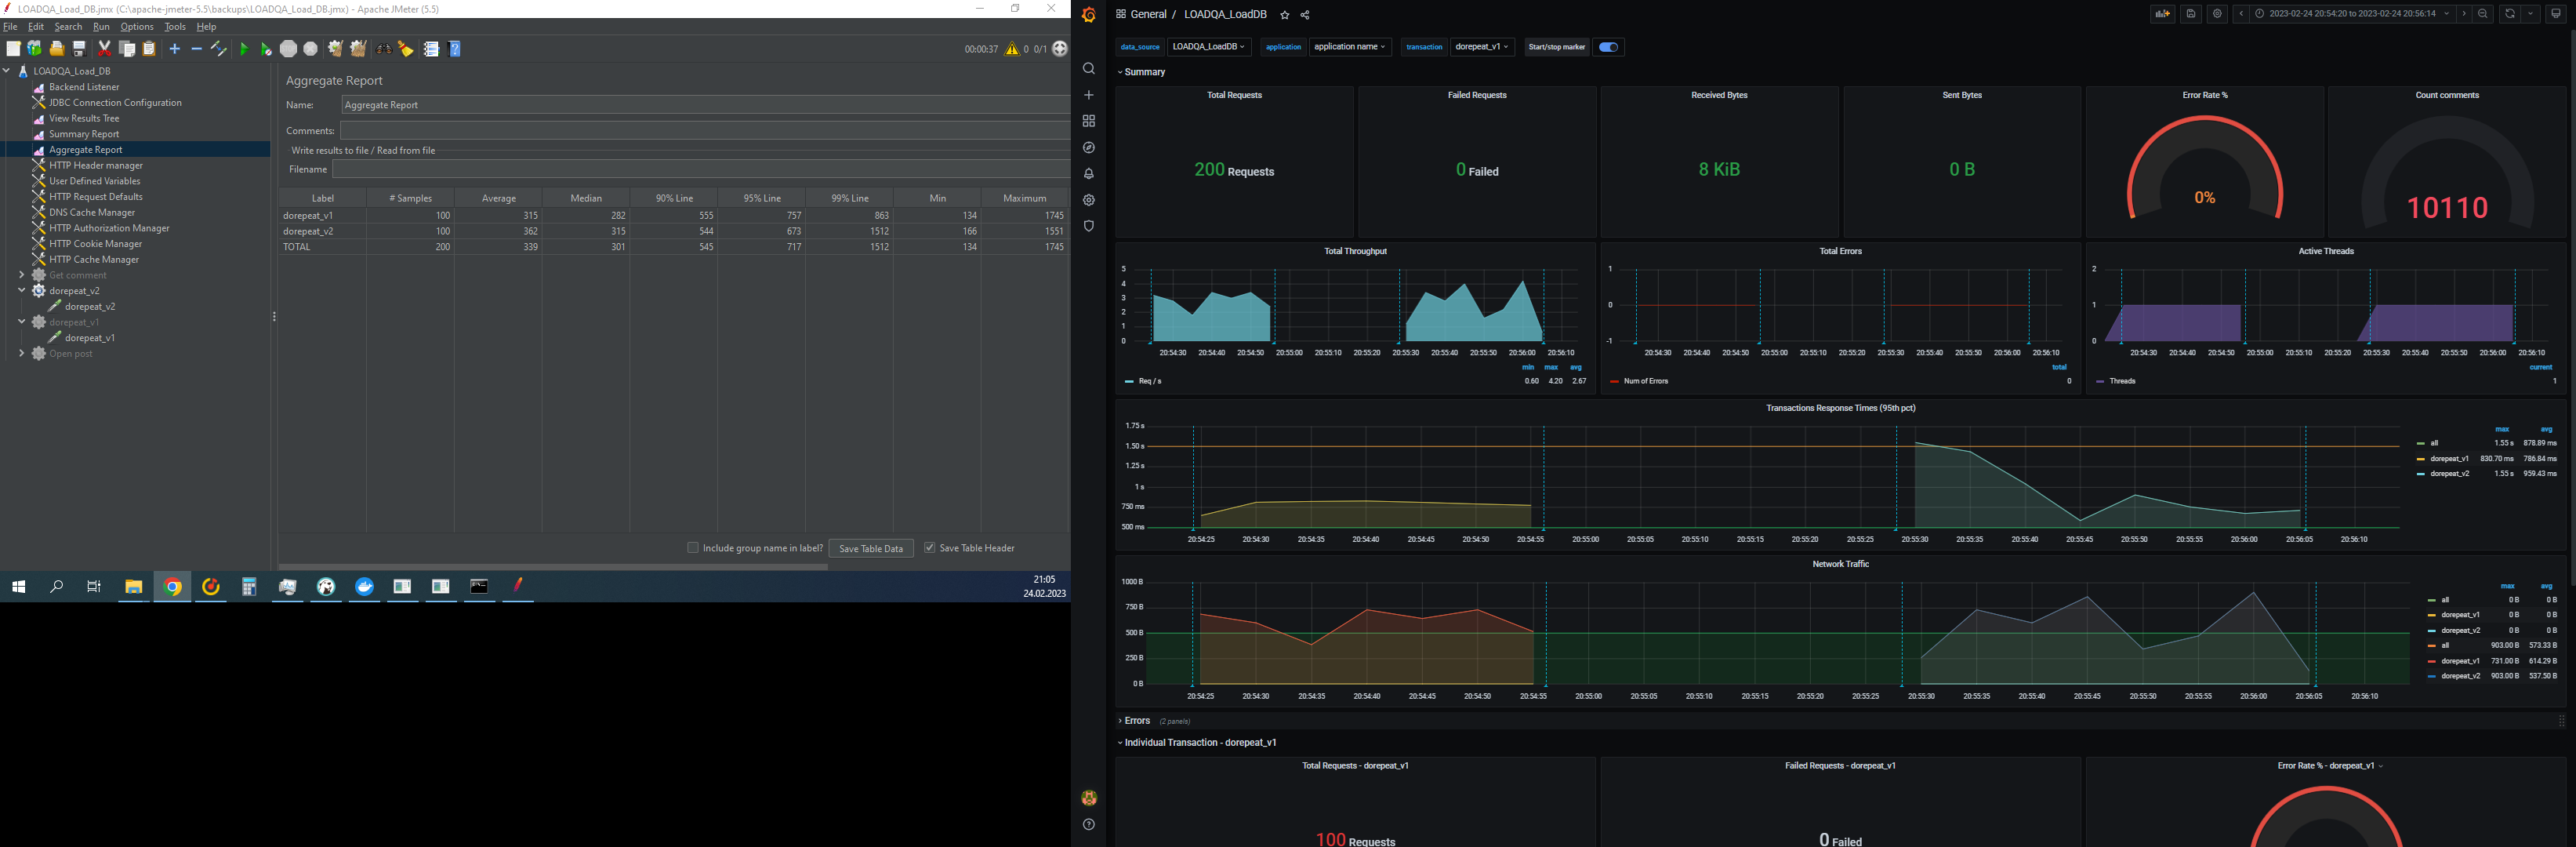 LOADQA_Load_DB.jmx (C:\apache-jmeter-5.5\backups\LOADQA_Load_DB.jmx) - Apache JMeter (5.5)
File Edit Search Run Options Tools Help
00:00:37 0 0/1
LOADQA_Load_DB
Backend Listener
JDBC Connection Configuration
View Results Tree
Summary Report
Aggregate Report
HTTP Header manager
User Defined Variables
HTTP Request Defaults
DNS Cache Manager
HTTP Authorization Manager
HTTP Cookie Manager
HTTP Cache Manager
Get comment
dorepeat_v2
dorepeat_v2
dorepeat_v1
dorepeat_v1
Open post
Aggregate Report
Name: Aggregate Report
Comments:
Write results to file / Read from file
Filename
Label # Samples Average Median 90% Line 95% Line 99% Line Min Maximum
dorepeat_v1 100 315 282 555 757 863 134 1745
dorepeat_v2 100 362 315 544 673 1512 166 1551
TOTAL 200 339 301 545 717 1512 134 1745
Include group name in label? Save Table Data Save Table Header
21:05
24.02.2023
General / LOADQA_LoadDB
2023-02-24 20:54:20 to 2023-02-24 20:56:14
data_source LOADQA_LoadDB application application name transaction dorepeat_v1 Start/stop marker
Summary
Total Requests
200 Requests
Failed Requests
0 Failed
Received Bytes
8 KiB
Sent Bytes
0 B
Error Rate %
0%
Count comments
10110
Total Throughput
5
4
3
2
1
0
20:54:30 20:54:40 20:54:50 20:55:00 20:55:10 20:55:20 20:55:30 20:55:40 20:55:50 20:56:00 20:56:10
min max avg
Req / s 0.60 4.20 2.67
Total Errors
1
0
-1
20:54:30 20:54:40 20:54:50 20:55:00 20:55:10 20:55:20 20:55:30 20:55:40 20:55:50 20:56:00 20:56:10
total
Num of Errors 0
Active Threads
2
1
0
20:54:30 20:54:40 20:54:50 20:55:00 20:55:10 20:55:20 20:55:30 20:55:40 20:55:50 20:56:00 20:56:10
current
Threads 1
Transactions Response Times (95th pct)
1.75 s
1.50 s
1.25 s
1 s
750 ms
500 ms
20:54:25 20:54:30 20:54:35 20:54:40 20:54:45 20:54:50 20:54:55 20:55:00 20:55:05 20:55:10 20:55:15 20:55:20 20:55:25 20:55:30 20:55:35 20:55:40 20:55:45 20:55:50 20:55:55 20:56:00 20:56:05 20:56:10
max avg
all 1.55 s 878.89 ms
dorepeat_v1 830.70 ms 786.84 ms
dorepeat_v2 1.55 s 959.43 ms
Network Traffic
1000 B
750 B
500 B
250 B
0 B
20:54:25 20:54:30 20:54:35 20:54:40 20:54:45 20:54:50 20:54:55 20:55:00 20:55:05 20:55:10 20:55:15 20:55:20 20:55:25 20:55:30 20:55:35 20:55:40 20:55:45 20:55:50 20:55:55 20:56:00 20:56:05 20:56:10
max avg
all 0 B 0 B
dorepeat_v1 0 B 0 B
dorepeat_v2 0 B 0 B
all 903.00 B 573.33 B
dorepeat_v1 731.00 B 614.29 B
dorepeat_v2 903.00 B 537.50 B
Errors (2 panels)
Individual Transaction - dorepeat_v1
Total Requests - dorepeat_v1
100 Requests
Failed Requests - dorepeat_v1
0 Failed
Error Rate % - dorepeat_v1